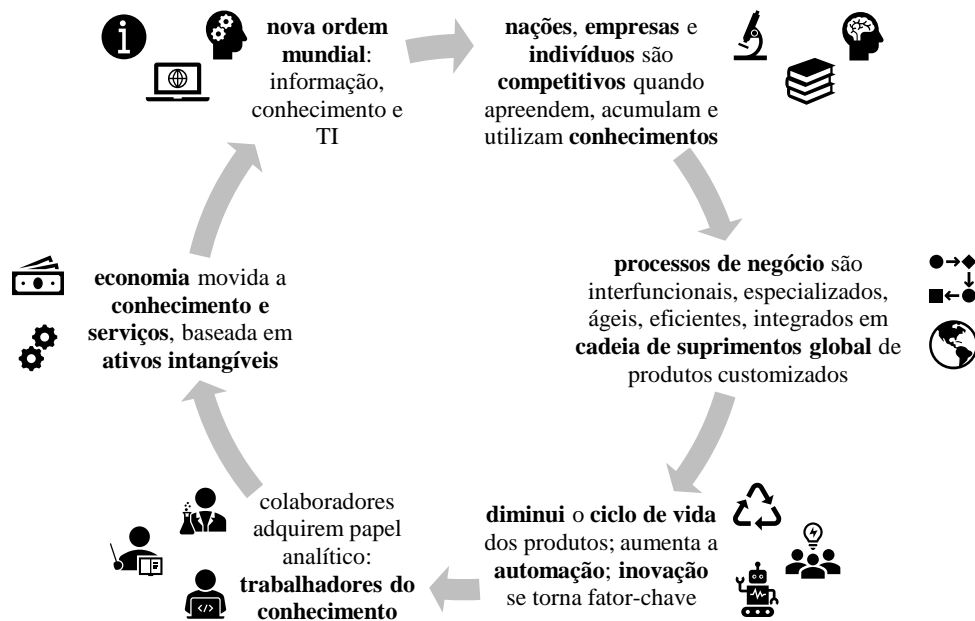 nova ordem
mundial:
informação,
conhecimento e
TI
nações, empresas e
indivíduos são
competitivos quando
apreendem, acumulam e
utilizam conhecimentos
processos de negócio são
interfuncionais, especializados,
ágeis, eficientes, integrados em
cadeia de suprimentos global de
produtos customizados
diminui o ciclo de vida
dos produtos; aumenta a
automação; inovação
se torna fator-chave
colaboradores
adquirem papel
analítico:
trabalhadores do
conhecimento
economia movida a
conhecimento e
serviços, baseada em
ativos intangíveis